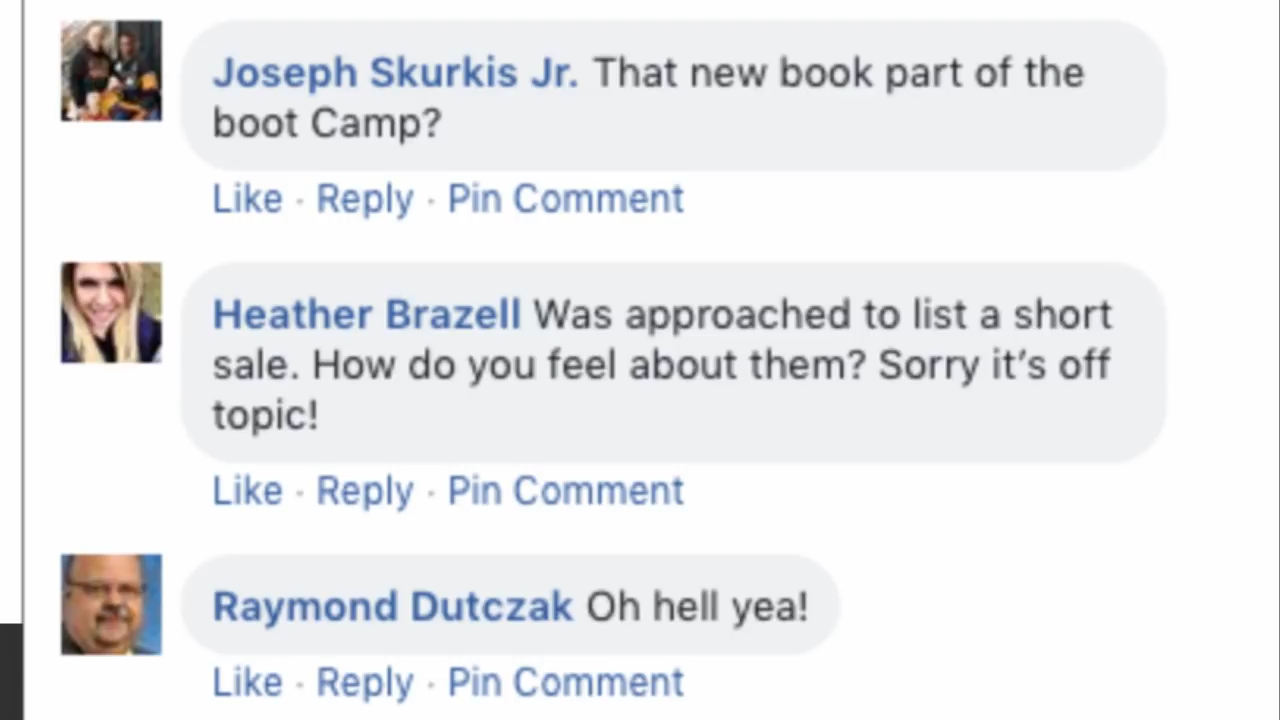 Joseph Skurkis Jr. That new book part of the
boot Camp?
Like · Reply · Pin Comment
Heather Brazell Was approached to list a short
sale. How do you feel about them? Sorry it’s off
topic!
Like · Reply · Pin Comment
Raymond Dutczak Oh hell yea!
Like · Reply · Pin Comment